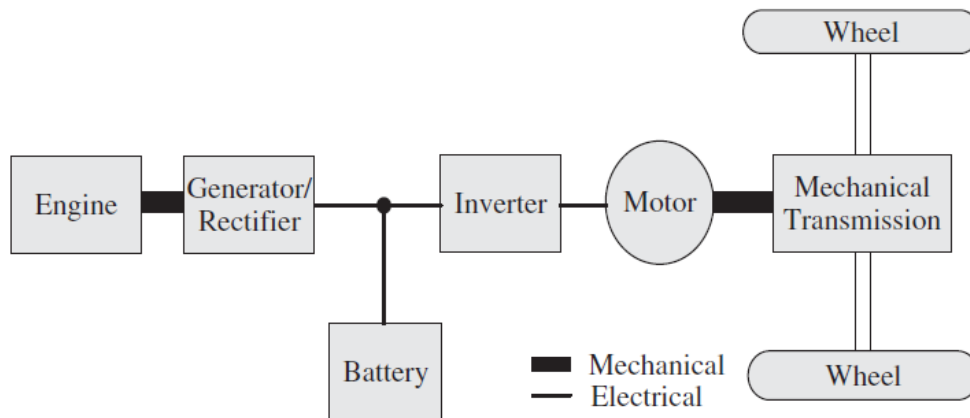 Wheel
Engine
Generator/
Rectifier
Inverter
Motor
Mechanical
Transmission
Battery
Mechanical
Electrical
Wheel